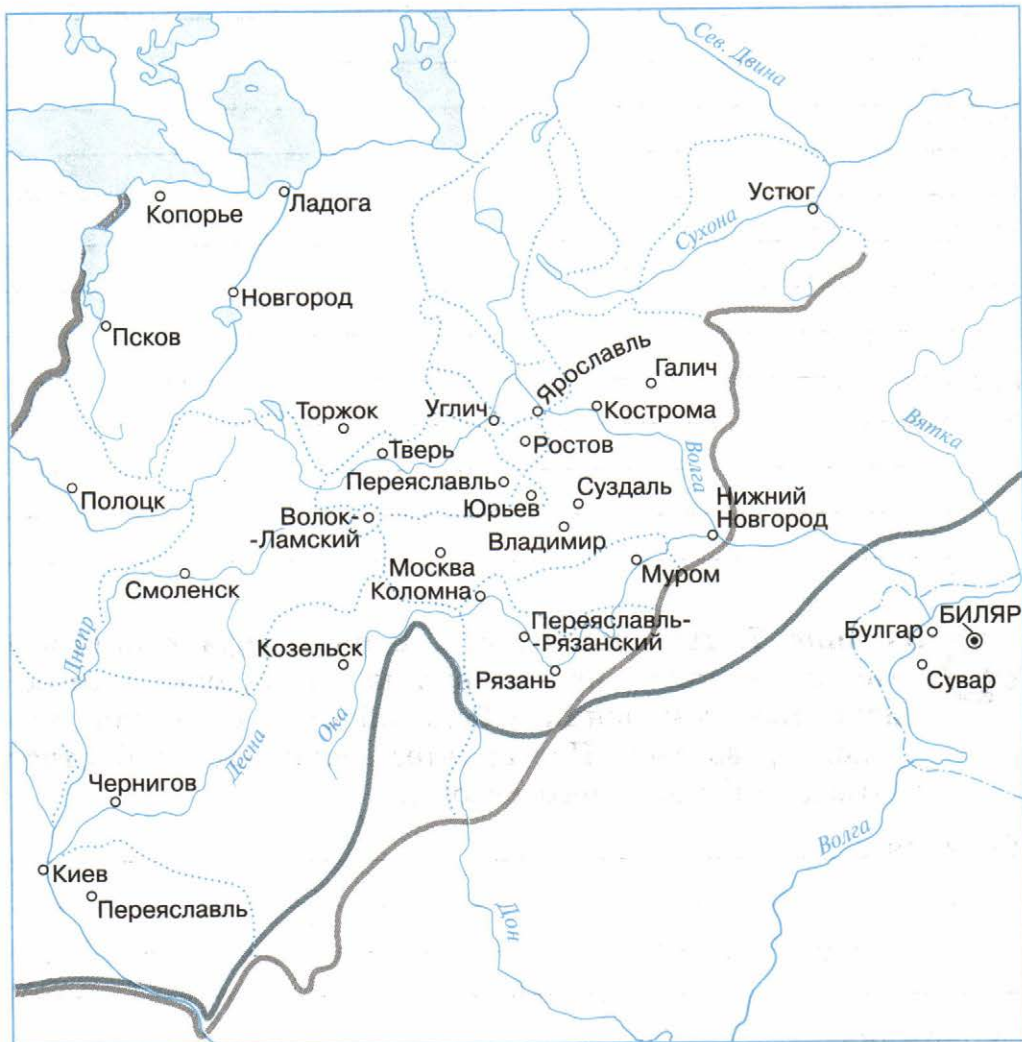 Сев. Двина
Устюг
Копорье
Ладога
Сухона
Новгород
Псков
Ярославль
Галич
Торжок
Углич
Кострома
Вятка
Тверь
Ростов
Волга
Переяславль
Полоцк
Юрьев
Суздаль
Нижний
Новгород
Волок-
-Ламский
Владимир
Москва
Муром
Смоленск
Коломна
Днепр
Переяславль-
-Рязанский
БИЛЯР
Булгар
Козельск
Рязань
Сувар
Ока
Десна
Чернигов
Волга
Киев
Переяславль
Дон